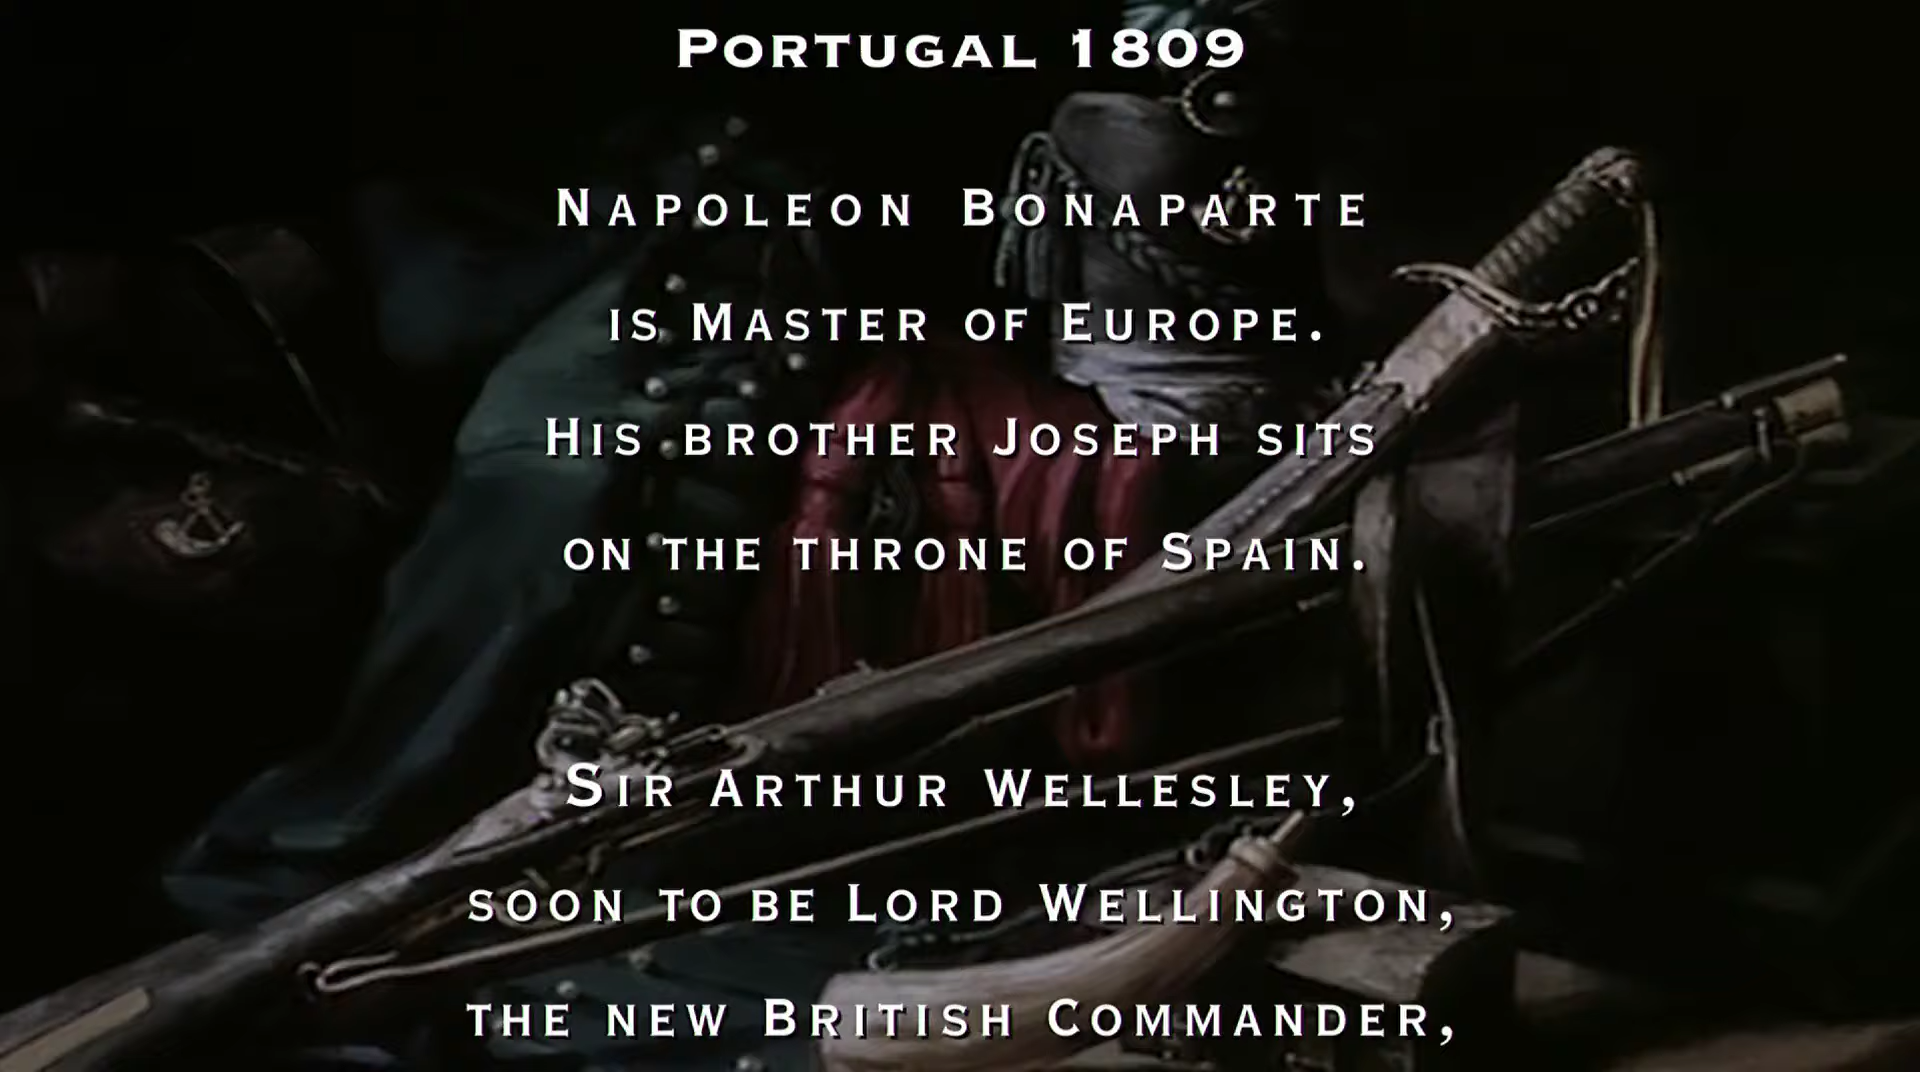 Portugal 1809
Napoleon Bonaparte
is Master of Europe.
His brother Joseph sits
on the throne of Spain.
Sir Arthur Wellesley,
soon to be Lord Wellington,
the new British Commander,